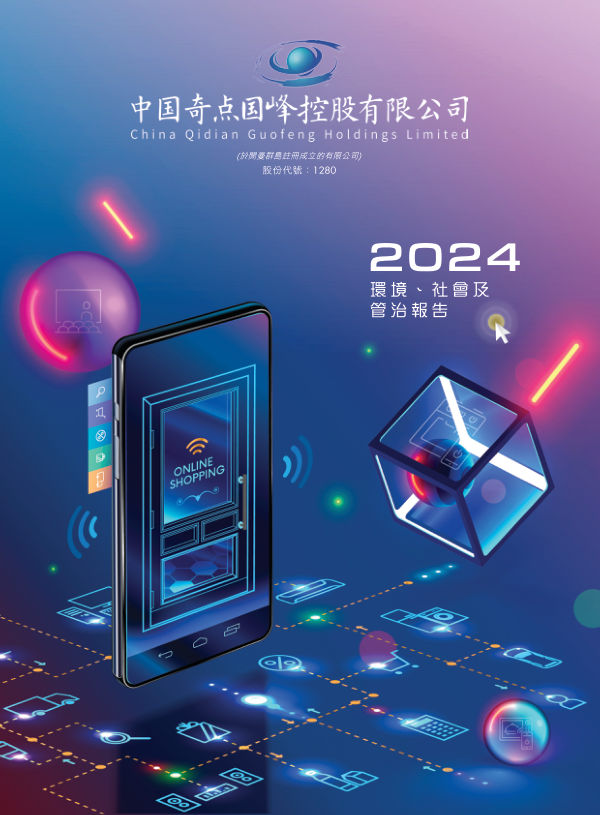 中国奇点国峰控股有限公司
China Qidian Guofeng Holdings Limited
(於開曼群島註冊成立的有限公司)
股份代號：1280
2024
環境、社會及
管治報告
ONLINE
SHOPPING